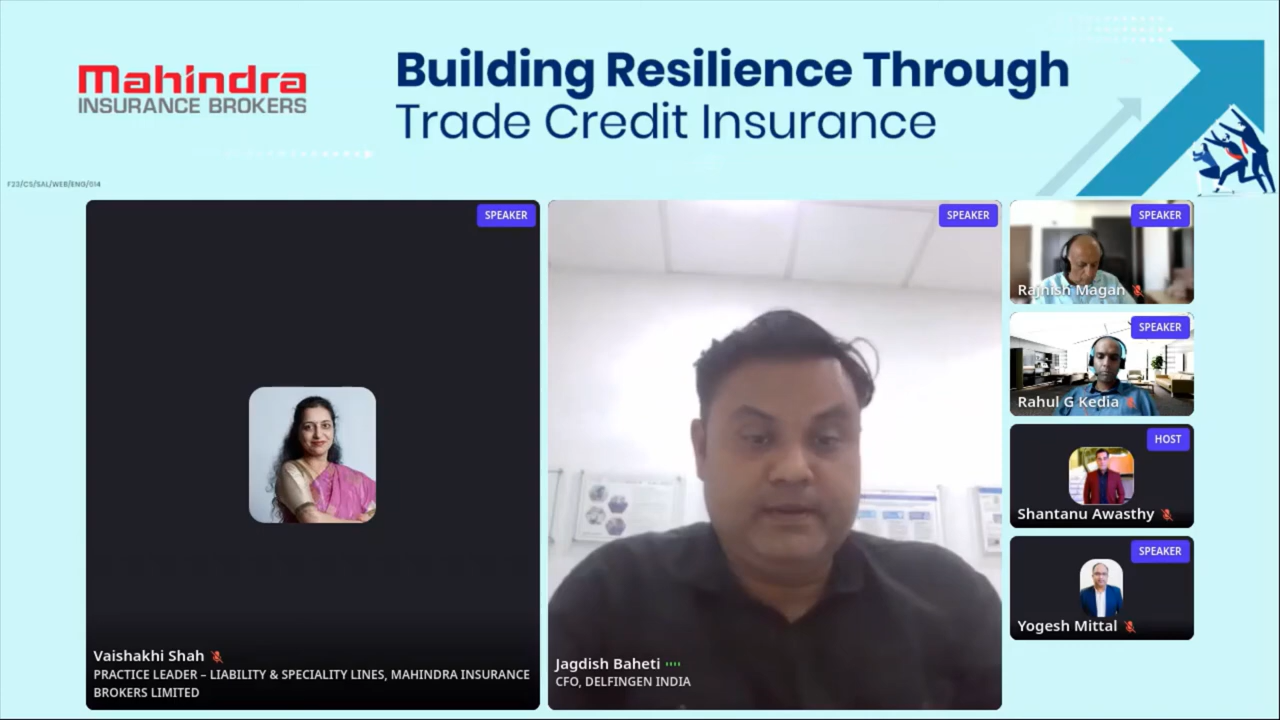 Mahindra
INSURANCE BROKERS
Building Resilience Through
Trade Credit Insurance
F23/CS/SAL/WEB/ENG/014
SPEAKER
Vaishakhi Shah
PRACTICE LEADER – LIABILITY & SPECIALITY LINES, MAHINDRA INSURANCE
BROKERS LIMITED
SPEAKER
Jagdish Baheti
CFO, DELFINGEN INDIA
SPEAKER
Rajnish Magan
SPEAKER
Rahul G Kedia
HOST
Shantanu Awasthy
SPEAKER
Yogesh Mittal